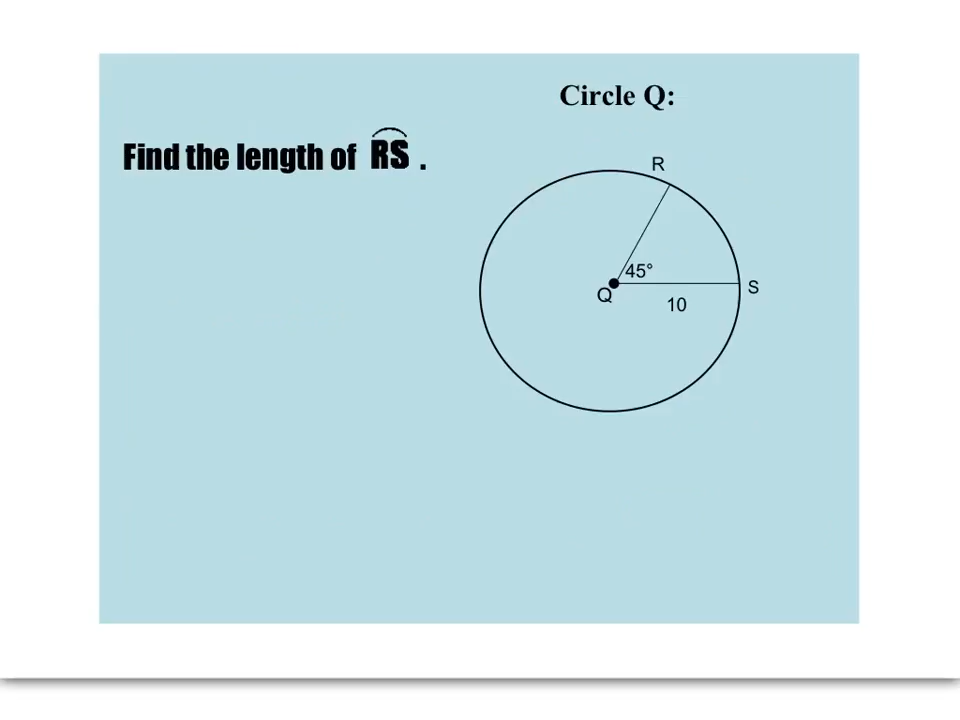 Circle Q:
Find the length of RS .
R
45°
Q
S
10